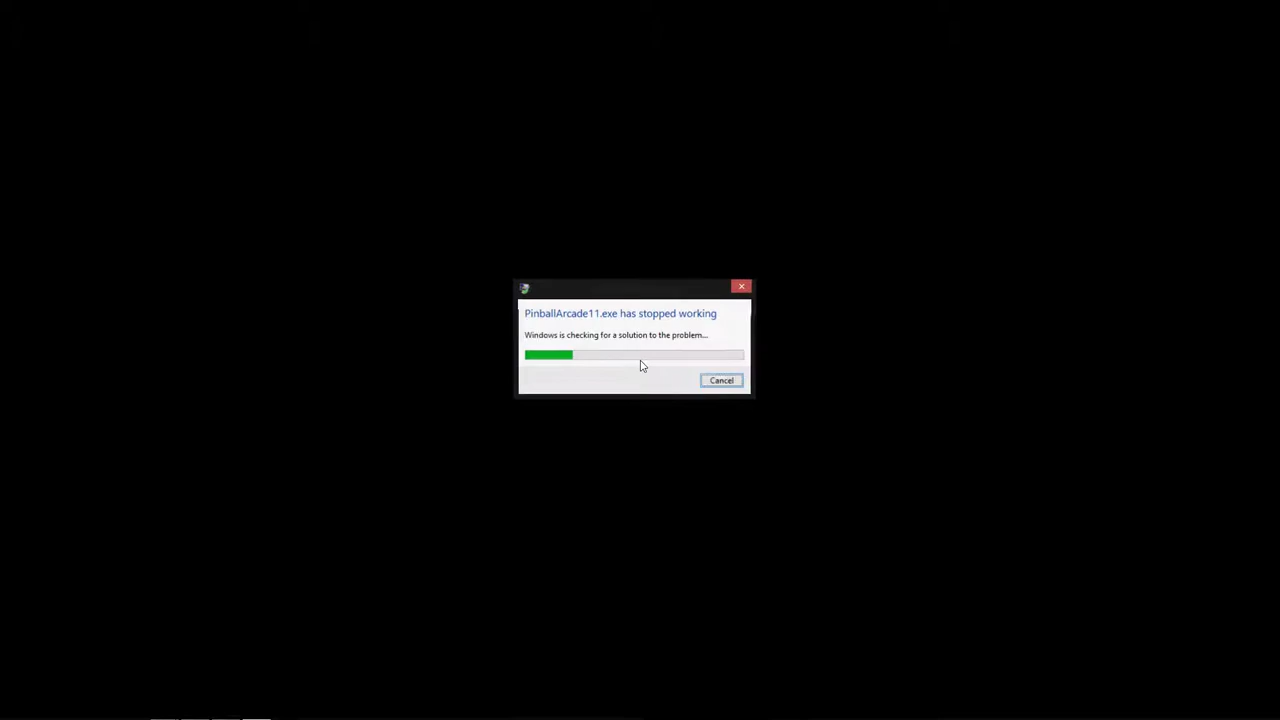 PinballArcade11.exe has stopped working
Windows is checking for a solution to the problem...
Cancel